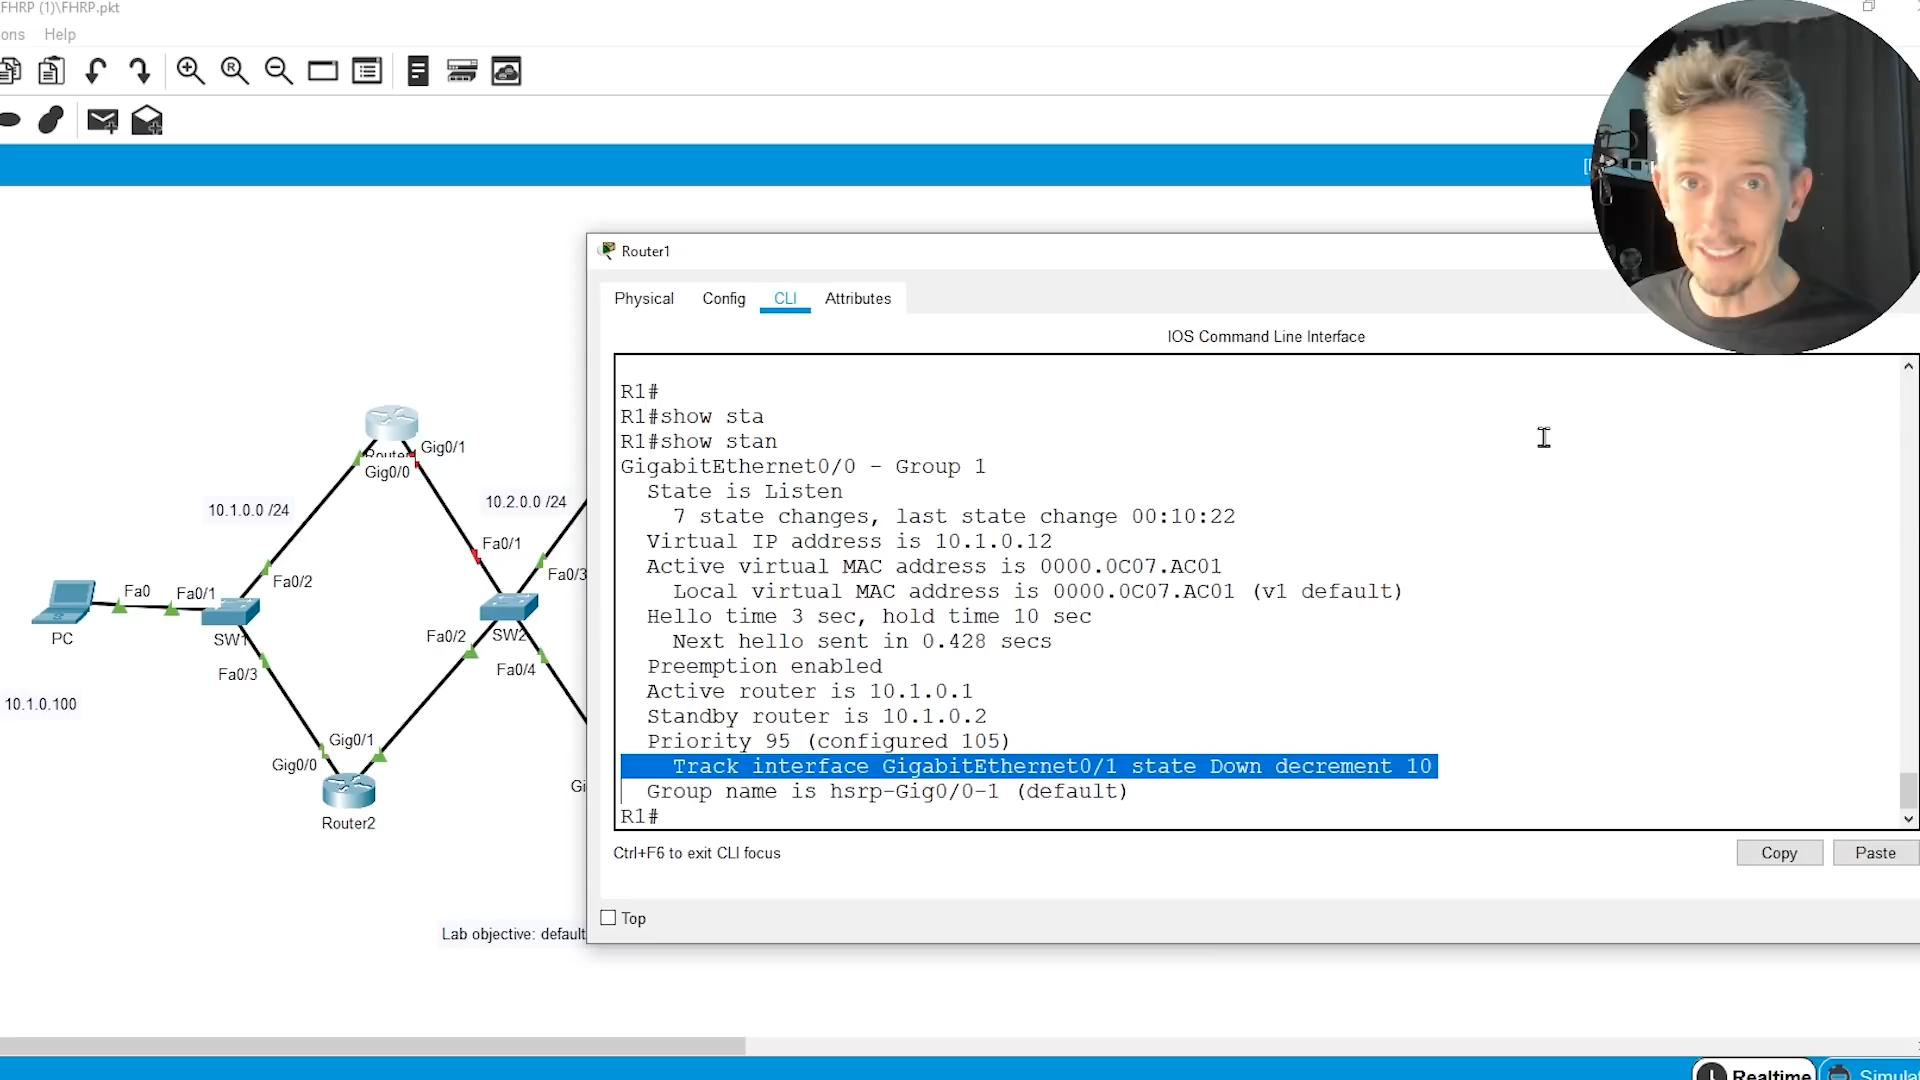 FHRP (1)\FHRP.pkt
ons Help
Router1
Physical Config CLI Attributes
IOS Command Line Interface
R1#
R1#show sta
R1#show stan
GigabitEthernet0/0 - Group 1
State is Listen
7 state changes, last state change 00:10:22
Virtual IP address is 10.1.0.12
Active virtual MAC address is 0000.0C07.AC01
Local virtual MAC address is 0000.0C07.AC01 (v1 default)
Hello time 3 sec, hold time 10 sec
Next hello sent in 0.428 secs
Preemption enabled
Active router is 10.1.0.1
Standby router is 10.1.0.2
Priority 95 (configured 105)
Track interface GigabitEthernet0/1 state Down decrement 10
Group name is hsrp-Gig0/0-1 (default)
R1#
Ctrl+F6 to exit CLI focus
Copy Paste
Top
Gig0/1
Gig0/0
10.1.0.0 /24
10.2.0.0 /24
Fa0/1
Fa0/3
Fa0/2
Fa0 Fa0/1
PC
SW1
SW2
Fa0/2
Fa0/3
Fa0/4
10.1.0.100
Gig0/1
Gig0/0
Gi
Router2
Lab objective: default
Realtime
Simulat